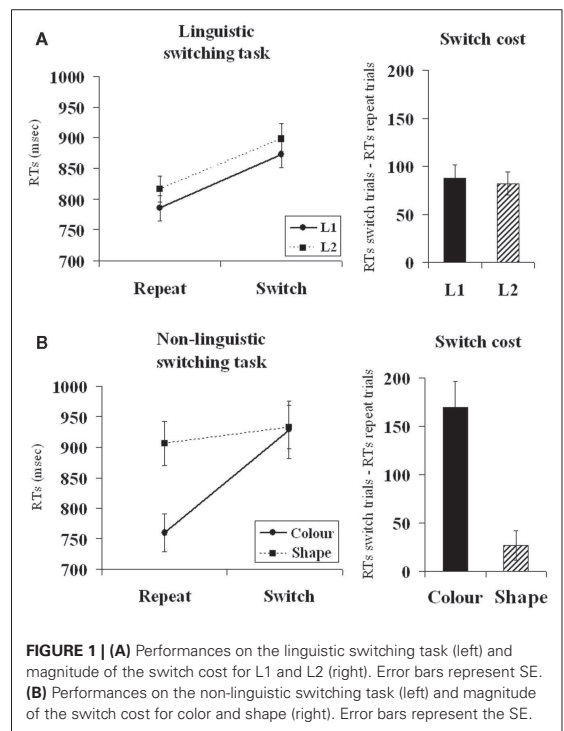 A
Linguistic
switching task
1000
950
900
850
800
750
700
RTs (msec)
L1
L2
Repeat
Switch
Switch cost
200
150
100
50
0
RTs switch trials - RTs repeat trials
L1
L2
B
Non-linguistic
switching task
1000
950
900
850
800
750
700
RTs (msec)
Colour
Shape
Repeat
Switch
Switch cost
200
150
100
50
0
RTs switch trials - RTs repeat trials
Colour
Shape
FIGURE 1 | (A) Performances on the linguistic switching task (left) and
magnitude of the switch cost for L1 and L2 (right). Error bars represent SE.
(B) Performances on the non-linguistic switching task (left) and magnitude
of the switch cost for color and shape (right). Error bars represent the SE.